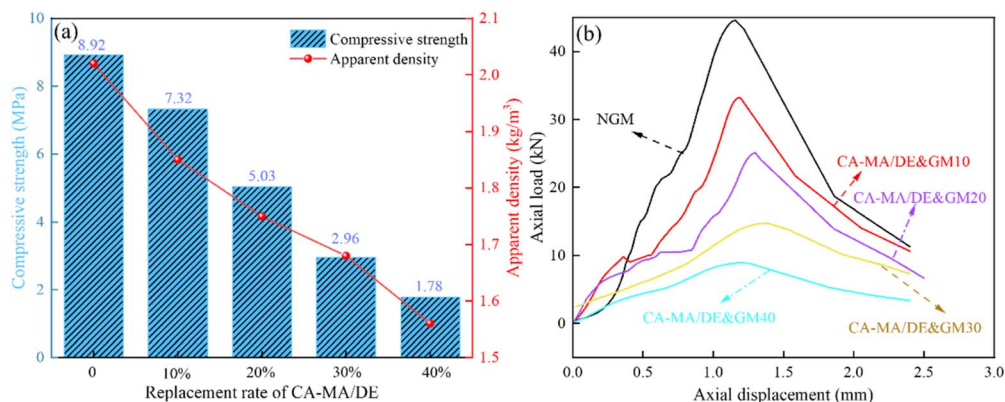 (a)
Compressive strength
Apparent density
8.92
7.32
5.03
2.96
1.78
10
8
6
4
2
0
Compressive strength (MPa)
2.1
2.0
1.9
1.8
1.7
1.6
1.5
Apparent density (kg/m³)
0 10% 20% 30% 40%
Replacement rate of CA-MA/DE
(b)
NGM
CA-MA/DE&GM10
CA-MA/DE&GM20
CA-MA/DE&GM40
CA-MA/DE&GM30
40
30
20
10
0
Axial load (kN)
0.0 0.5 1.0 1.5 2.0 2.5 3.0
Axial displacement (mm)